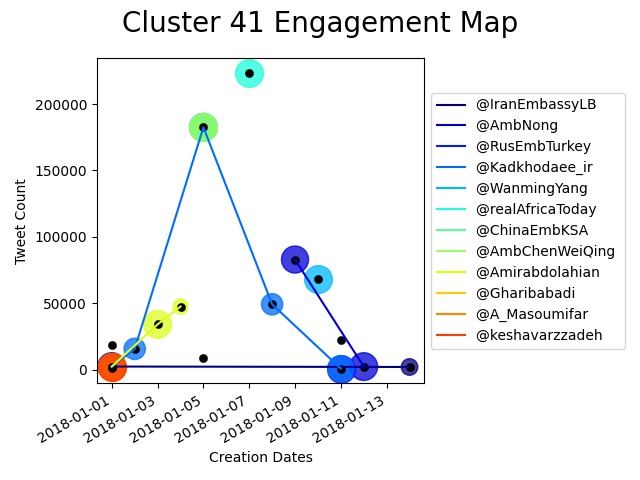 Cluster 41 Engagement Map
Tweet Count
200000
150000
100000
50000
0
2018-01-01
2018-01-03
2018-01-05
2018-01-07
2018-01-09
2018-01-11
2018-01-13
Creation Dates
@IranEmbassyLB
@AmbNong
@RusEmbTurkey
@Kadkhodaee_ir
@WanmingYang
@realAfricaToday
@ChinaEmbKSA
@AmbChenWeiQing
@Amirabdolahian
@Gharibabadi
@A_Masoumifar
@keshavarzzadeh